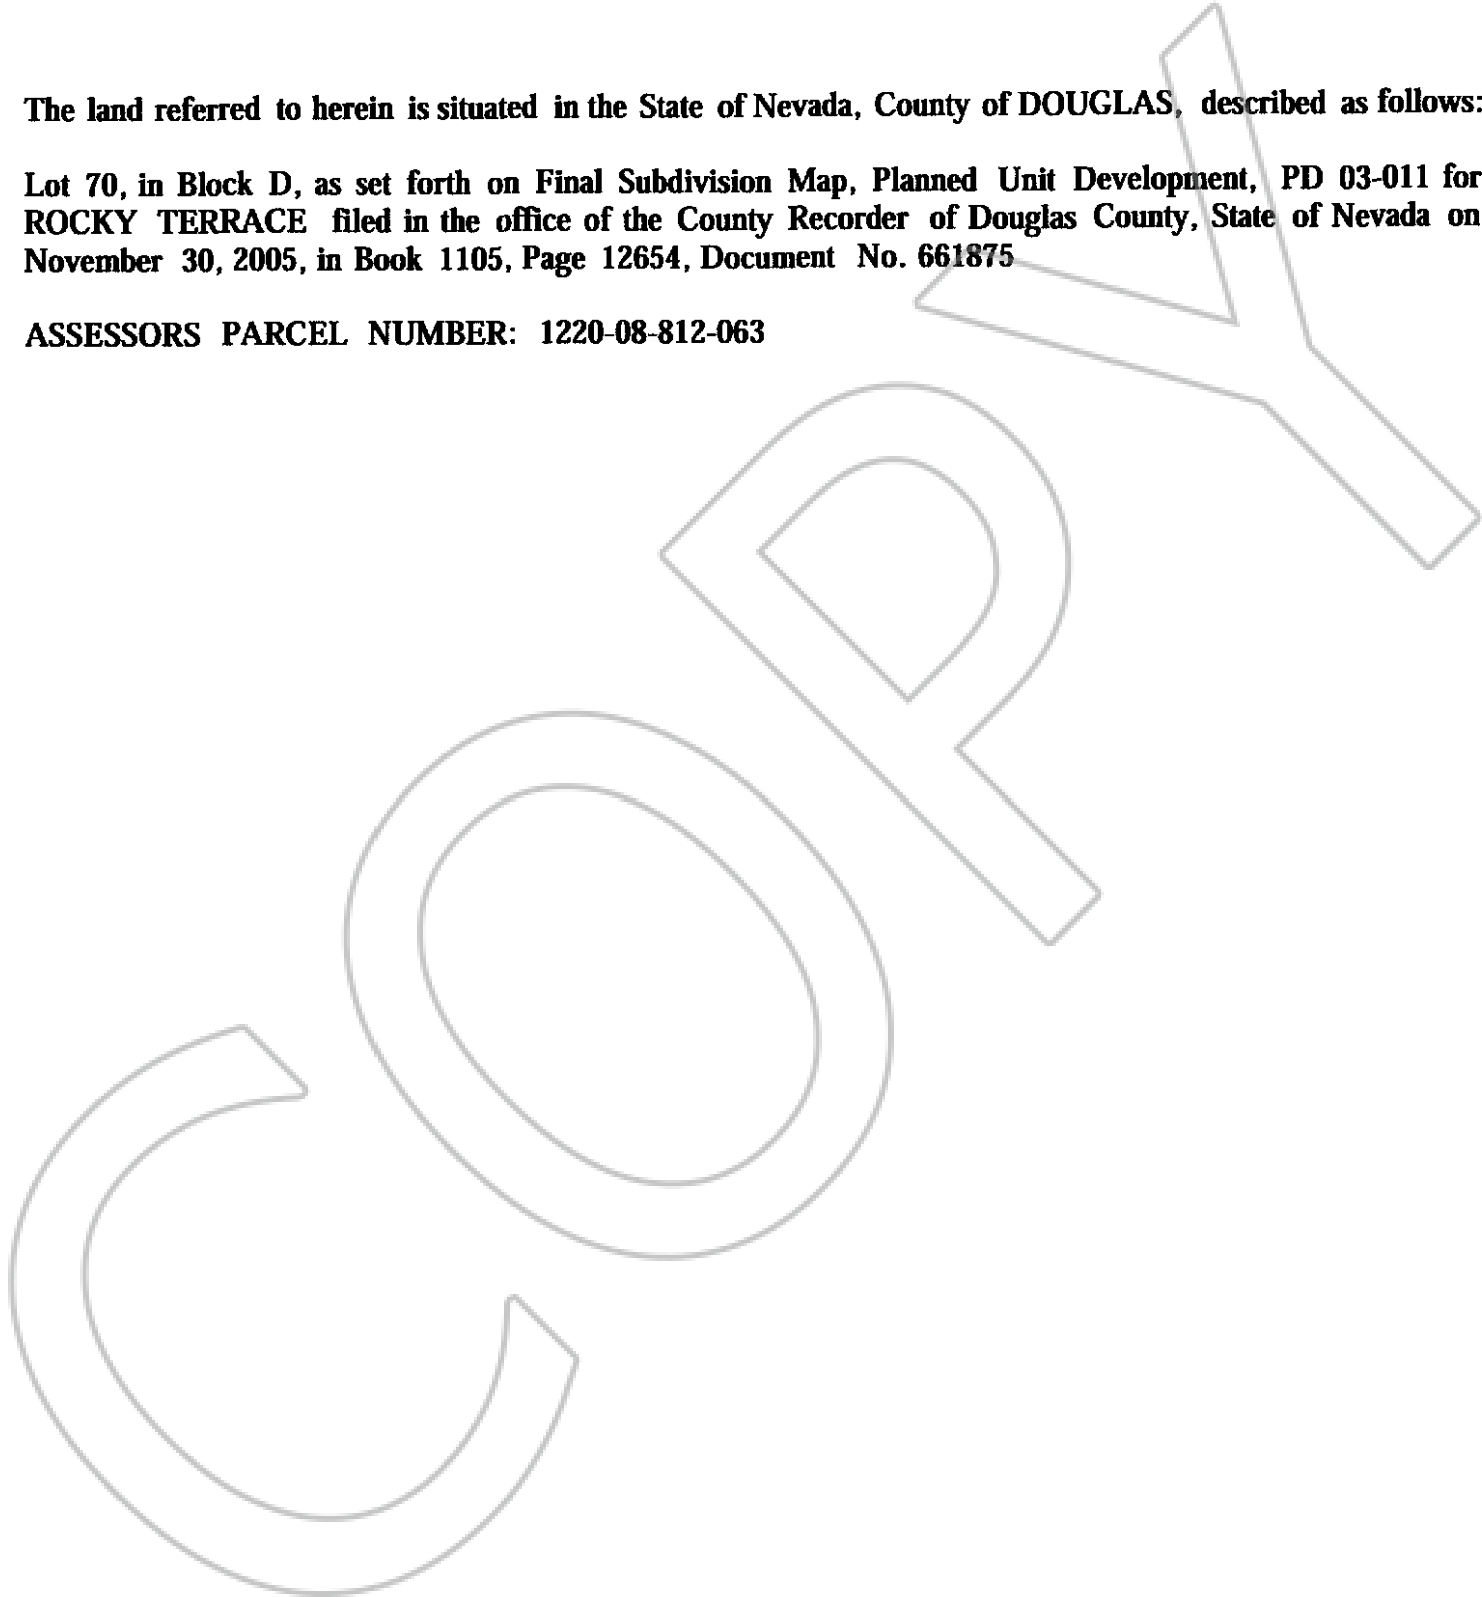 The land referred to herein is situated in the State of Nevada, County of DOUGLAS, described as follows:
Lot 70, in Block D, as set forth on Final Subdivision Map, Planned Unit Development, PD 03-011 for
ROCKY TERRACE filed in the office of the County Recorder of Douglas County, State of Nevada on
November 30, 2005, in Book 1105, Page 12654, Document No. 661875
ASSESSORS PARCEL NUMBER: 1220-08-812-063
COPY